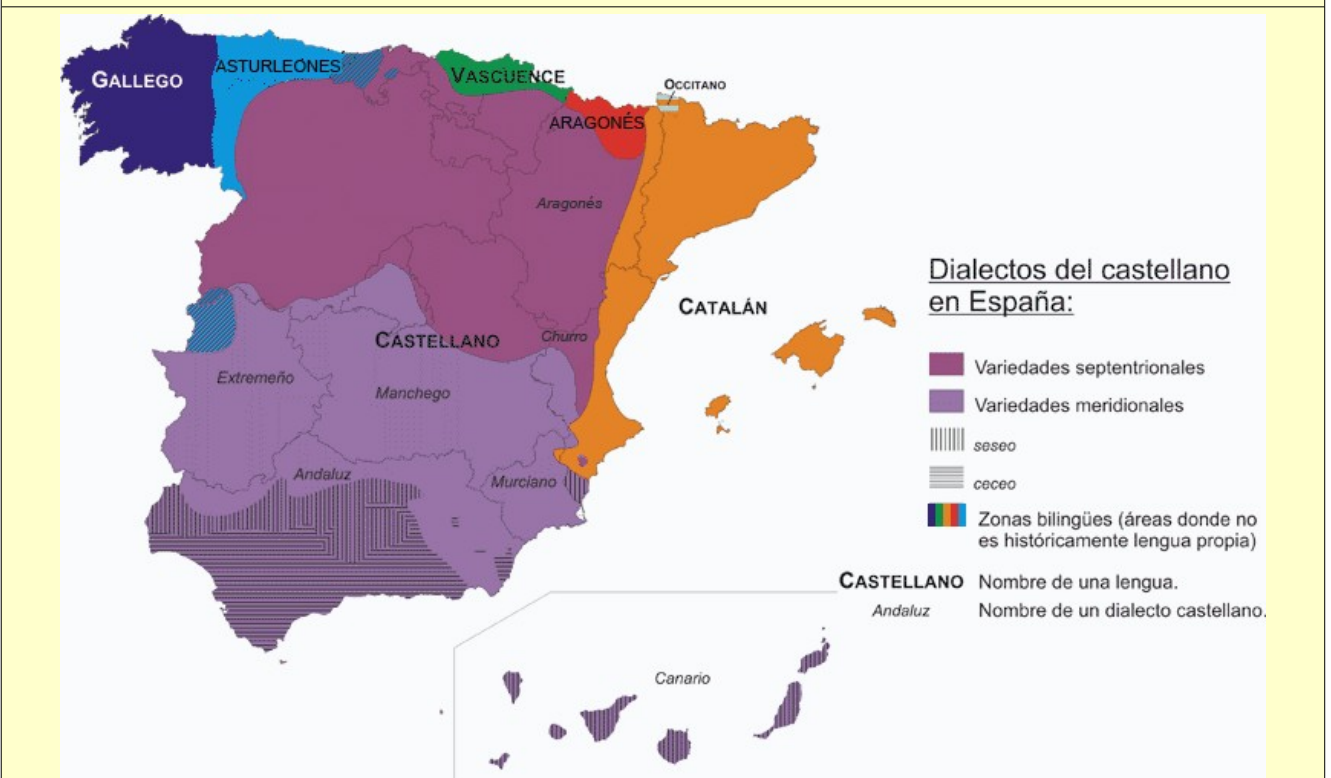 GALLEGO
ASTURLEONES
VASCUENCE
OCCITANO
ARAGONÉS
Aragonés
CATALÁN
CASTELLANO
Churro
Extremeño
Manchego
Andaluz
Murciano
Canario
Dialectos del castellano
en España:
Variedades septentrionales
Variedades meridionales
seseo
ceceo
Zonas bilingües (áreas donde no
es históricamente lengua propia)
CASTELLANO Nombre de una lengua.
Andaluz Nombre de un dialecto castellano.